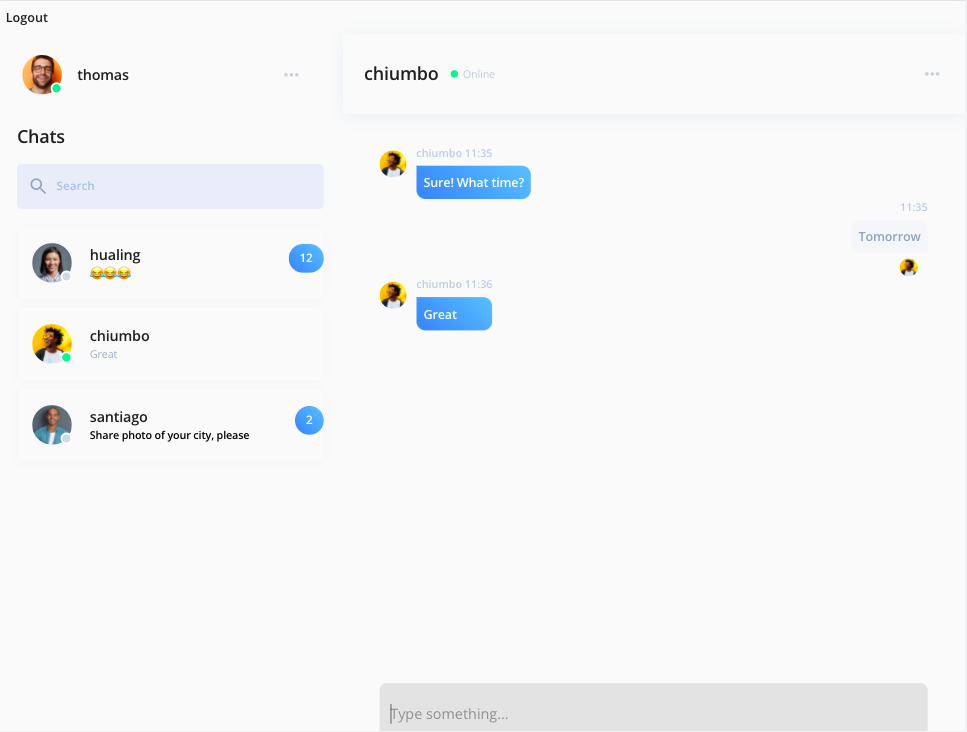 Logout
thomas
Chats
Search
hualing
😂😂😂
12
chiumbo
Great
santiago
Share photo of your city, please
2
chiumbo
Online
chiumbo 11:35
Sure! What time?
11:35
Tomorrow
chiumbo 11:36
Great
Type something...